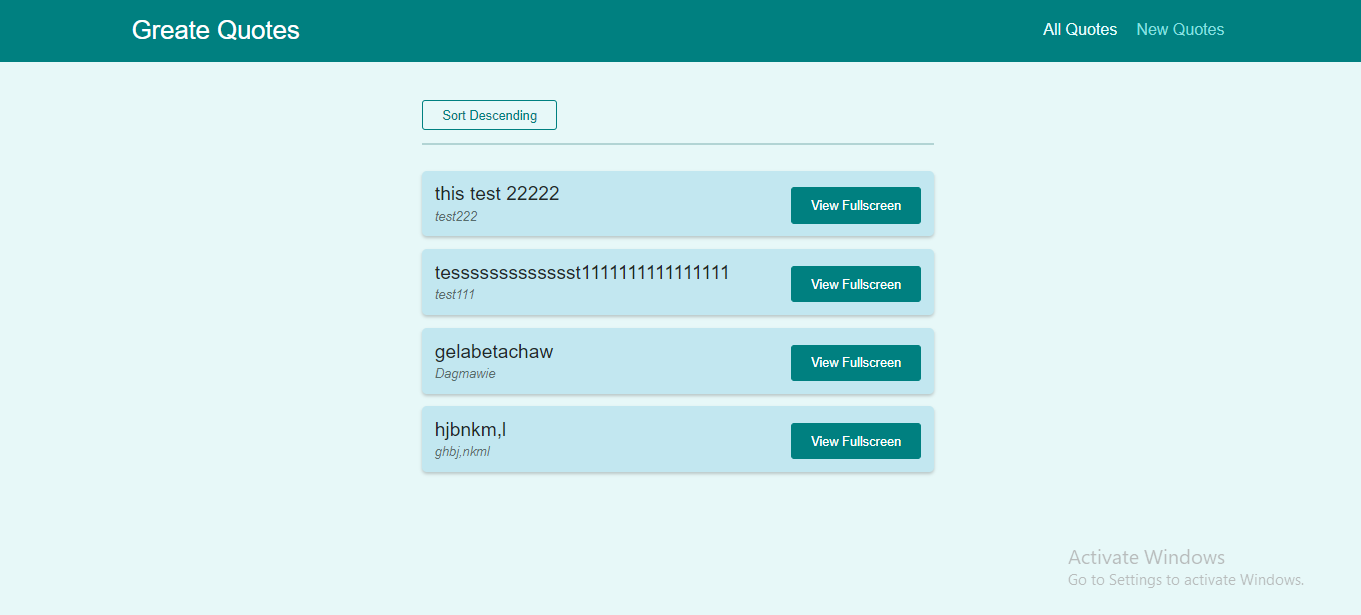 Greate Quotes
All Quotes New Quotes
Sort Descending
this test 22222
test222
View Fullscreen
tesssssssssssssst1111111111111111
test111
View Fullscreen
gelabetachaw
Dagmawie
View Fullscreen
hjbnkm,l
ghbj,nkml
View Fullscreen
Activate Windows
Go to Settings to activate Windows.